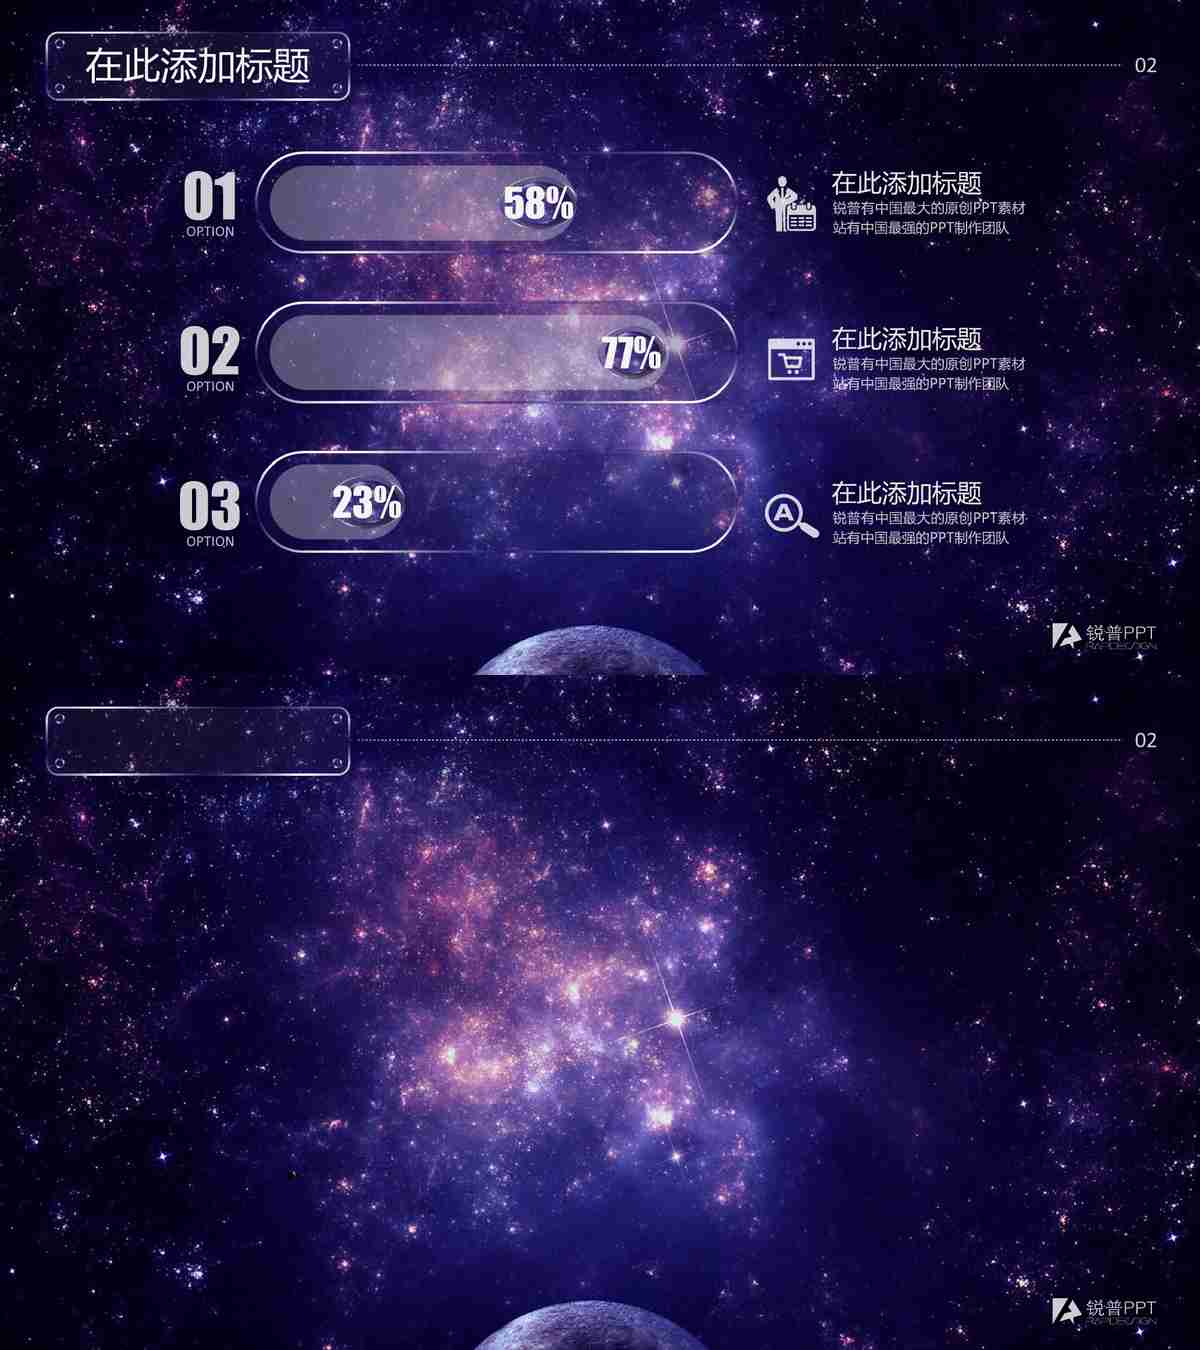 在此添加标题
02
01
OPTION
58%
在此添加标题
锐普有中国最大的原创PPT素材
站有中国最强的PPT制作团队
02
OPTION
77%
在此添加标题
锐普有中国最大的原创PPT素材
站有中国最强的PPT制作团队
03
OPTION
23%
A
在此添加标题
锐普有中国最大的原创PPT素材
站有中国最强的PPT制作团队
锐普PPT
RAPIDESIGN
02
锐普PPT
RAPIDESIGN